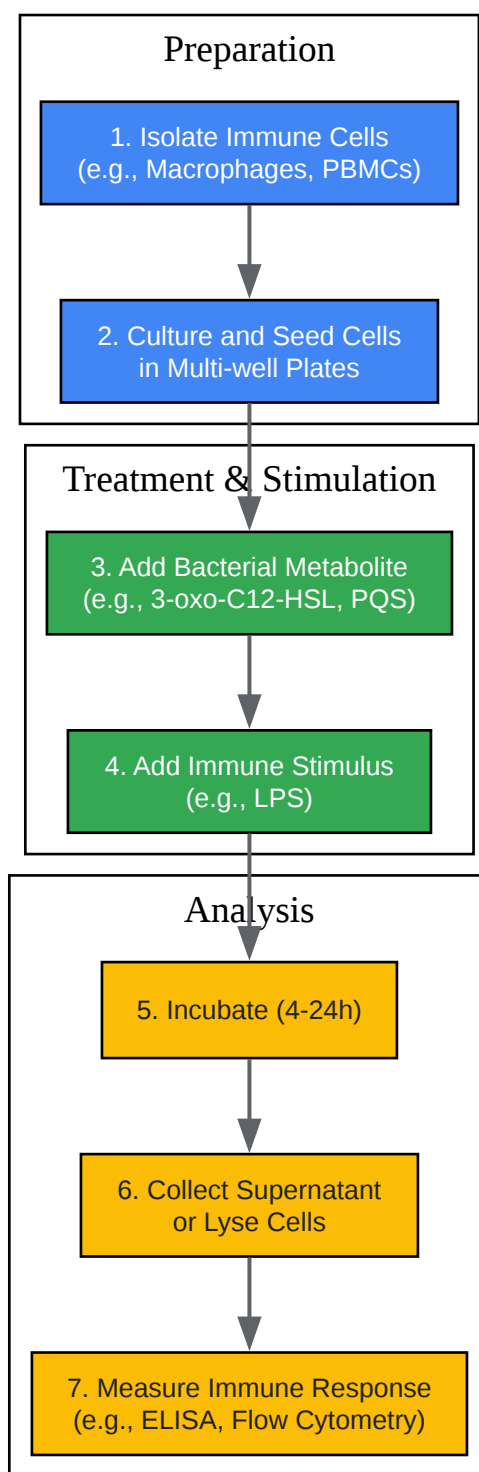 Preparation
1. Isolate Immune Cells
(e.g., Macrophages, PBMCs)
2. Culture and Seed Cells
in Multi-well Plates
Treatment & Stimulation
3. Add Bacterial Metabolite
(e.g., 3-oxo-C12-HSL, PQS)
4. Add Immune Stimulus
(e.g., LPS)
Analysis
5. Incubate (4-24h)
6. Collect Supernatant
or Lyse Cells
7. Measure Immune Response
(e.g., ELISA, Flow Cytometry)